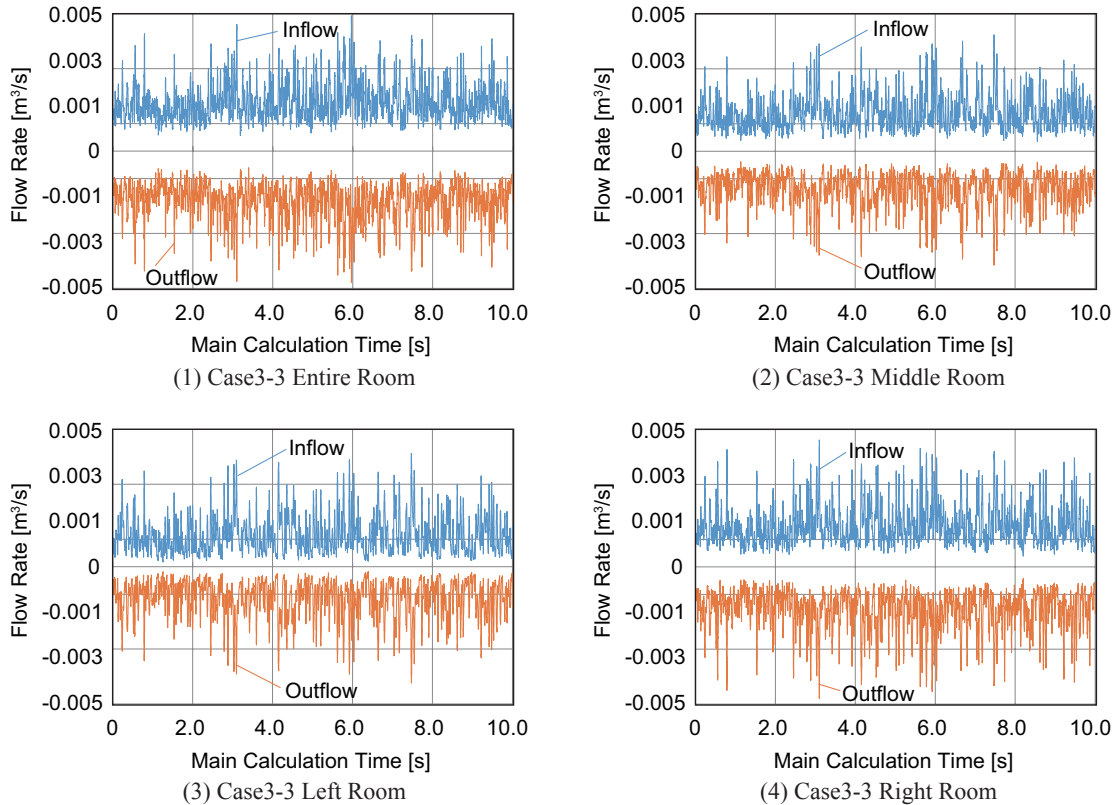 0.005
0.003
0.001
0
-0.001
-0.003
-0.005
Flow Rate [m³/s]
Inflow
Outflow
0 2.0 4.0 6.0 8.0 10.0
Main Calculation Time [s]
(1) Case3-3 Entire Room
0.005
0.003
0.001
0
-0.001
-0.003
-0.005
Flow Rate [m³/s]
Inflow
Outflow
0 2.0 4.0 6.0 8.0 10.0
Main Calculation Time [s]
(2) Case3-3 Middle Room
0.005
0.003
0.001
0
-0.001
-0.003
-0.005
Flow Rate [m³/s]
Inflow
Outflow
0 2.0 4.0 6.0 8.0 10.0
Main Calculation Time [s]
(3) Case3-3 Left Room
0.005
0.003
0.001
0
-0.001
-0.003
-0.005
Flow Rate [m³/s]
Inflow
Outflow
0 2.0 4.0 6.0 8.0 10.0
Main Calculation Time [s]
(4) Case3-3 Right Room